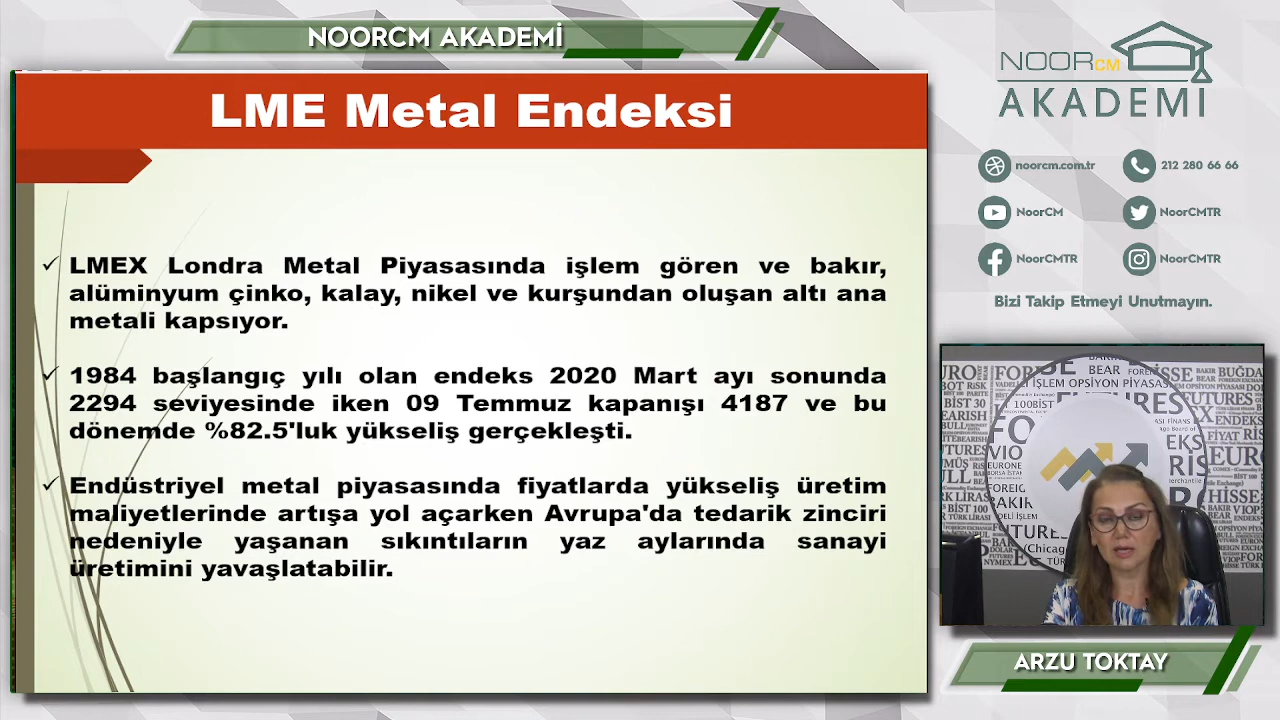 NOORCM AKADEMİ
LME Metal Endeksi
LMEX Londra Metal Piyasasında işlem gören ve bakır,
alüminyum çinko, kalay, nikel ve kurşundan oluşan altı ana
metali kapsıyor.
1984 başlangıç yılı olan endeks 2020 Mart ayı sonunda
2294 seviyesinde iken 09 Temmuz kapanışı 4187 ve bu
dönemde %82.5'luk yükseliş gerçekleşti.
Endüstriyel metal piyasasında fiyatlarda yükseliş üretim
maliyetlerinde artışa yol açarken Avrupa'da tedarik zinciri
nedeniyle yaşanan sıkıntıların yaz aylarında sanayi
üretimini yavaşlatabilir.
NOORCM
AKADEMİ
noorcm.com.tr
212 280 66 66
NoorCM
NoorCMTR
NoorCMTR
NoorCMTR
Bizi Takip Etmeyi Unutmayın.
ARZU TOKTAY